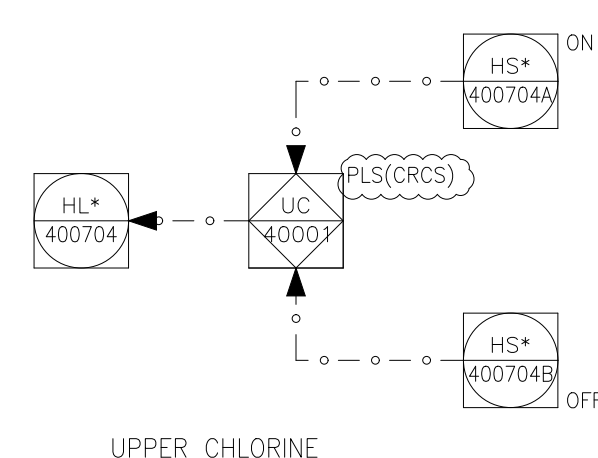 ON
HS*
400704A
PLS(CRCS)
HL*
400704
UC
40001
HS*
400704B
OFF
UPPER CHLORINE